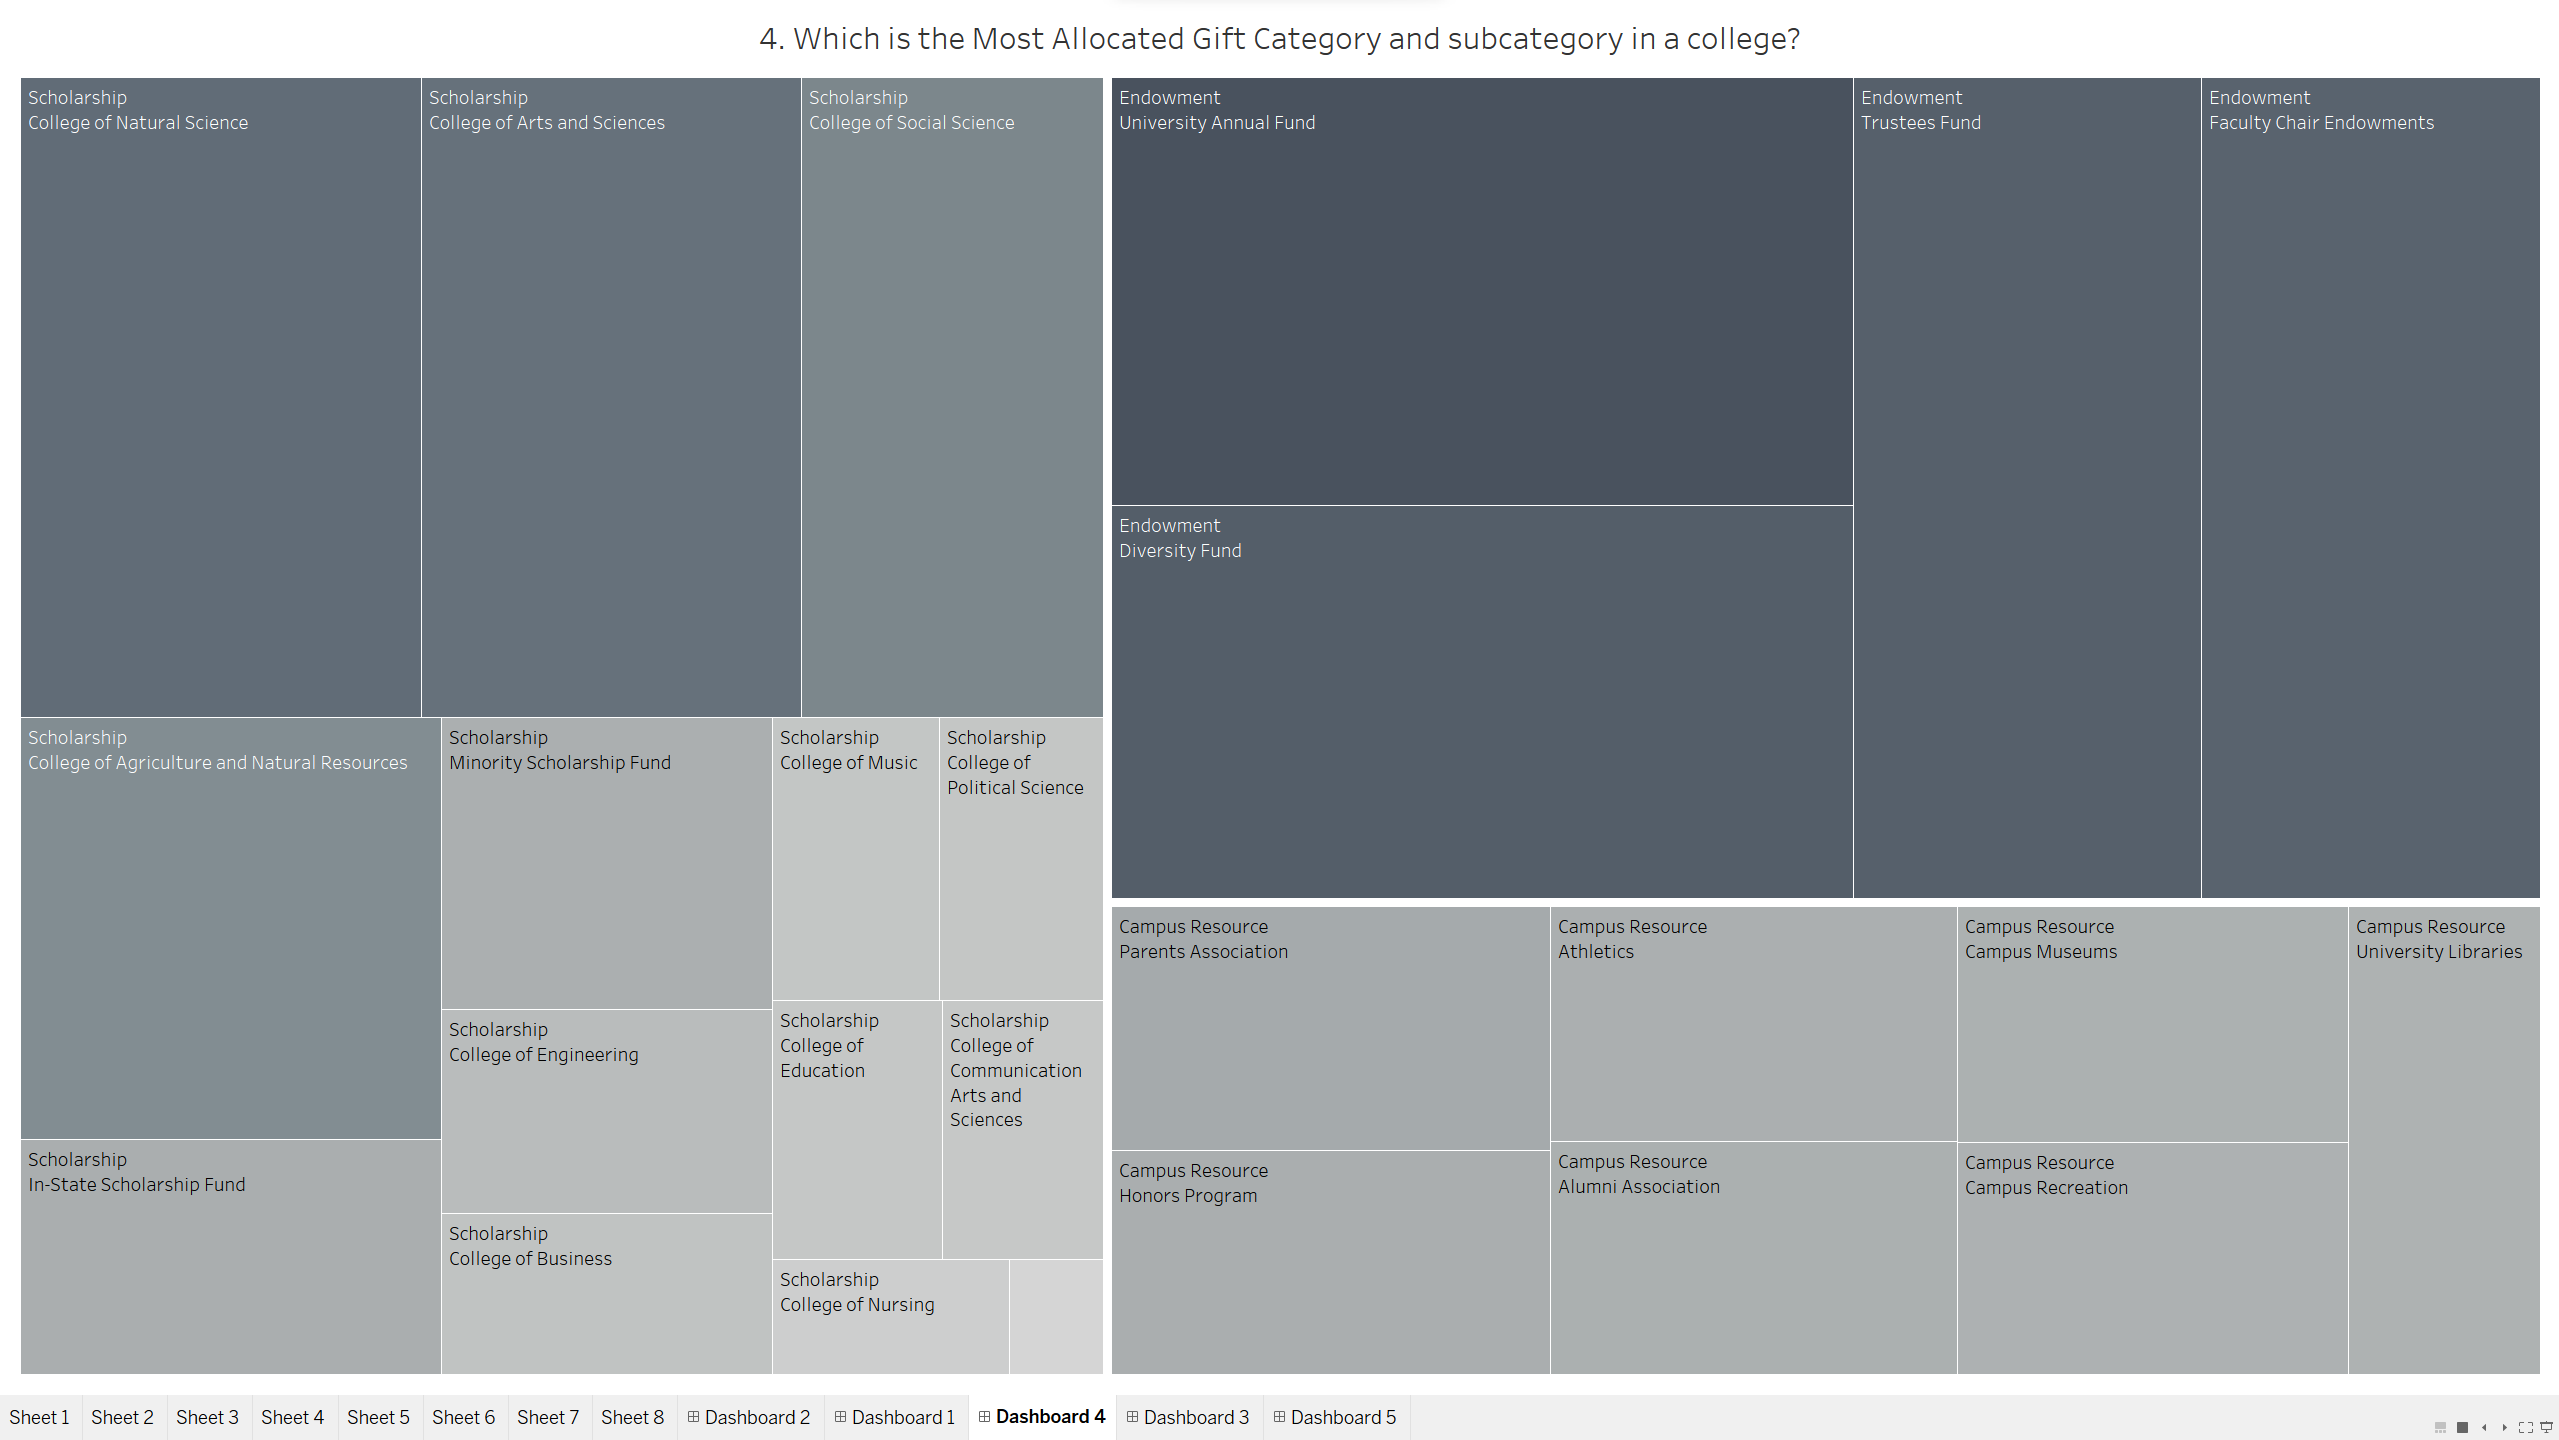 4. Which is the Most Allocated Gift Category and subcategory in a college?
Scholarship
College of Natural Science
Scholarship
College of Arts and Sciences
Scholarship
College of Social Science
Scholarship
College of Agriculture and Natural Resources
Scholarship
Minority Scholarship Fund
Scholarship
College of Music
Scholarship
College of
Political Science
Scholarship
College of Engineering
Scholarship
College of
Education
Scholarship
College of
Communication
Arts and
Sciences
Scholarship
In-State Scholarship Fund
Scholarship
College of Business
Scholarship
College of Nursing
Endowment
University Annual Fund
Endowment
Trustees Fund
Endowment
Faculty Chair Endowments
Endowment
Diversity Fund
Campus Resource
Parents Association
Campus Resource
Athletics
Campus Resource
Campus Museums
Campus Resource
University Libraries
Campus Resource
Honors Program
Campus Resource
Alumni Association
Campus Resource
Campus Recreation
Sheet 1 Sheet 2 Sheet 3 Sheet 4 Sheet 5 Sheet 6 Sheet 7 Sheet 8 Dashboard 2 Dashboard 1 Dashboard 4 Dashboard 3 Dashboard 5